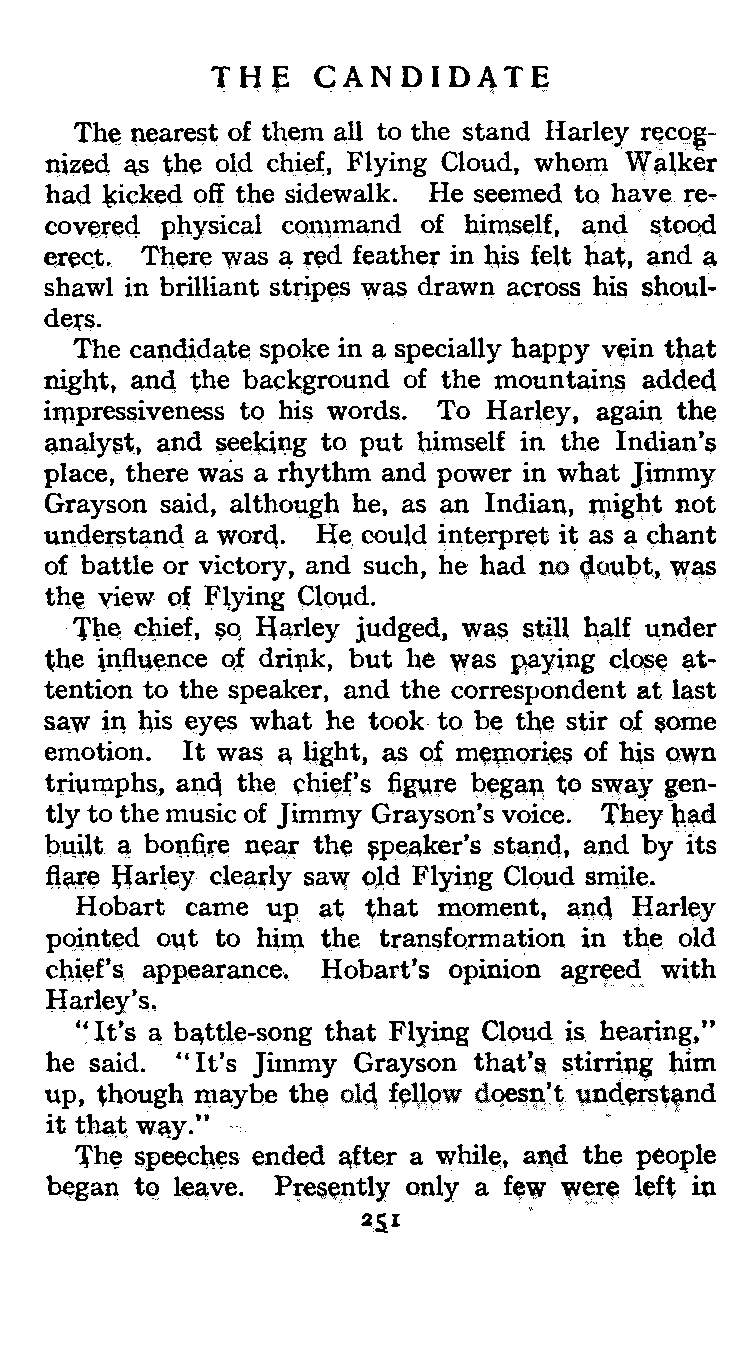 THE CANDIDATE
The nearest of them all to the stand Harley recog-
nized as the old chief, Flying Cloud, whom Walker
had kicked off the sidewalk. He seemed to have re-
covered physical command of himself, and stood
erect. There was a red feather in his felt hat, and a
shawl in brilliant stripes was drawn across his shoul-
ders.
The candidate spoke in a specially happy vein that
night, and the background of the mountains added
impressiveness to his words. To Harley, again the
analyst, and seeking to put himself in the Indian's
place, there was a rhythm and power in what Jimmy
Grayson said, although he, as an Indian, might not
understand a word. He could interpret it as a chant
of battle or victory, and such, he had no doubt, was
the view of Flying Cloud.
The chief, so Harley judged, was still half under
the influence of drink, but he was paying close at-
tention to the speaker, and the correspondent at last
saw in his eyes what he took to be the stir of some
emotion. It was a light, as of memories of his own
triumphs, and the chief's figure began to sway gen-
tly to the music of Jimmy Grayson's voice. They had
built a bonfire near the speaker's stand, and by its
flare Harley clearly saw old Flying Cloud smile.
Hobart came up at that moment, and Harley
pointed out to him the transformation in the old
chief's appearance. Hobart's opinion agreed with
Harley's.
"It's a battle-song that Flying Cloud is hearing,"
he said. "It's Jimmy Grayson that's stirring him
up, though maybe the old fellow doesn't understand
it that way."
The speeches ended after a while, and the people
began to leave. Presently only a few were left in
251